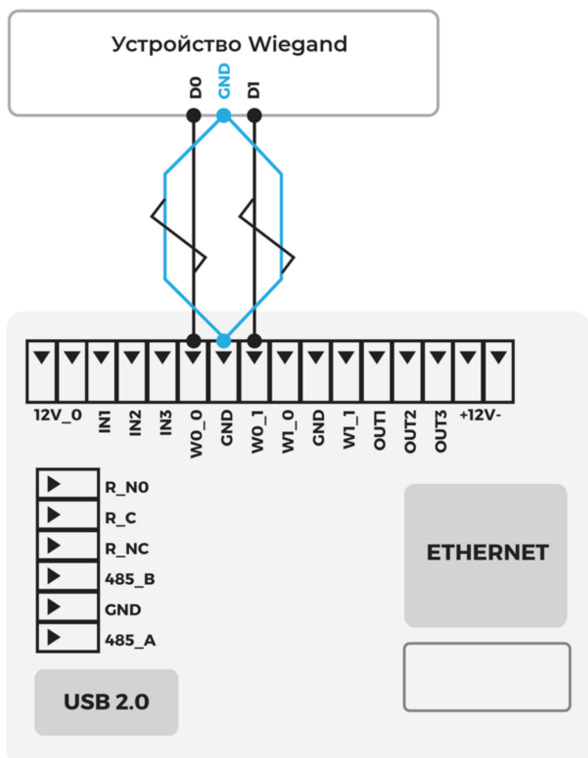 Устройство Wiegand
D0
GND
D1
12V_0
IN1
IN2
IN3
W0_0
GND
W0_1
W1_0
GND
W1_1
OUT1
OUT2
OUT3
+12V-
R_NO
R_C
R_NC
485_B
GND
485_A
ETHERNET
USB 2.0